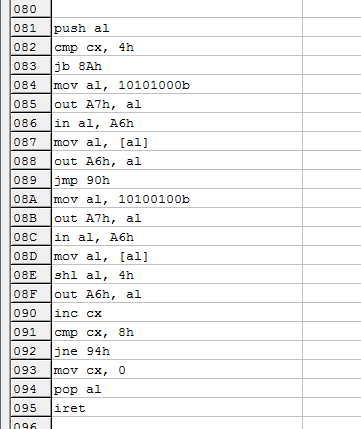 080
081 push al
082 cmp cx, 4h
083 jb 8Ah
084 mov al, 10101000b
085 out A7h, al
086 in al, A6h
087 mov al, [al]
088 out A6h, al
089 jmp 90h
08A mov al, 10100100b
08B out A7h, al
08C in al, A6h
08D mov al, [al]
08E shl al, 4h
08F out A6h, al
090 inc cx
091 cmp cx, 8h
092 jne 94h
093 mov cx, 0
094 pop al
095 iret
096